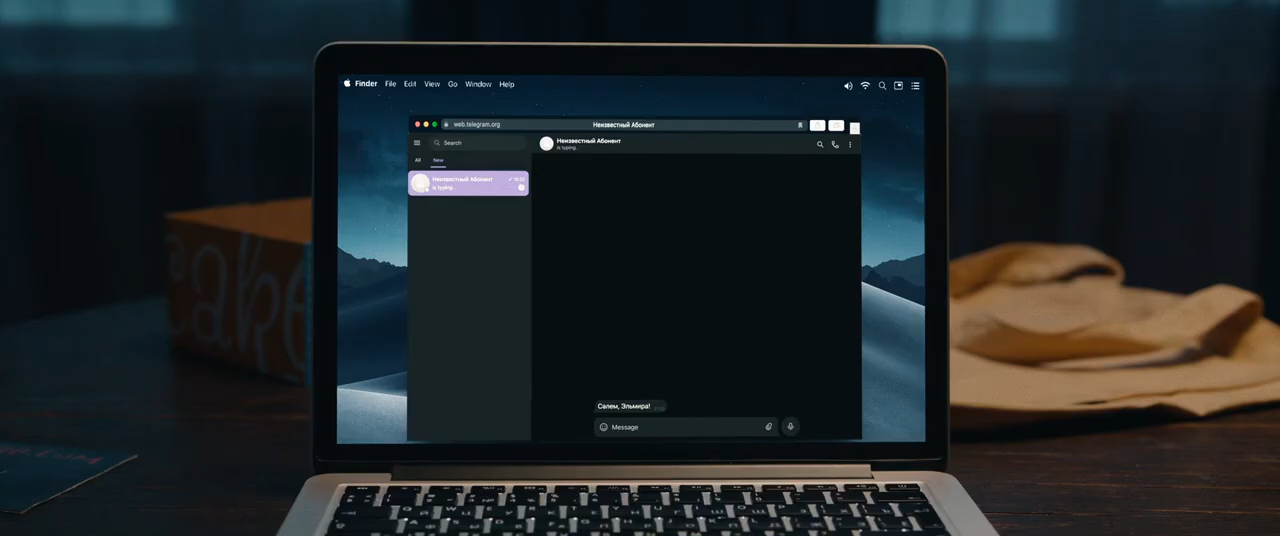 Finder File Edit View Go Window Help
web.telegram.org Неизвестный Абонент
Search
Неизвестный Абонент
is typing...
All New
Неизвестный Абонент
is typing...
Сәлем, Эльмира!
Message
cake